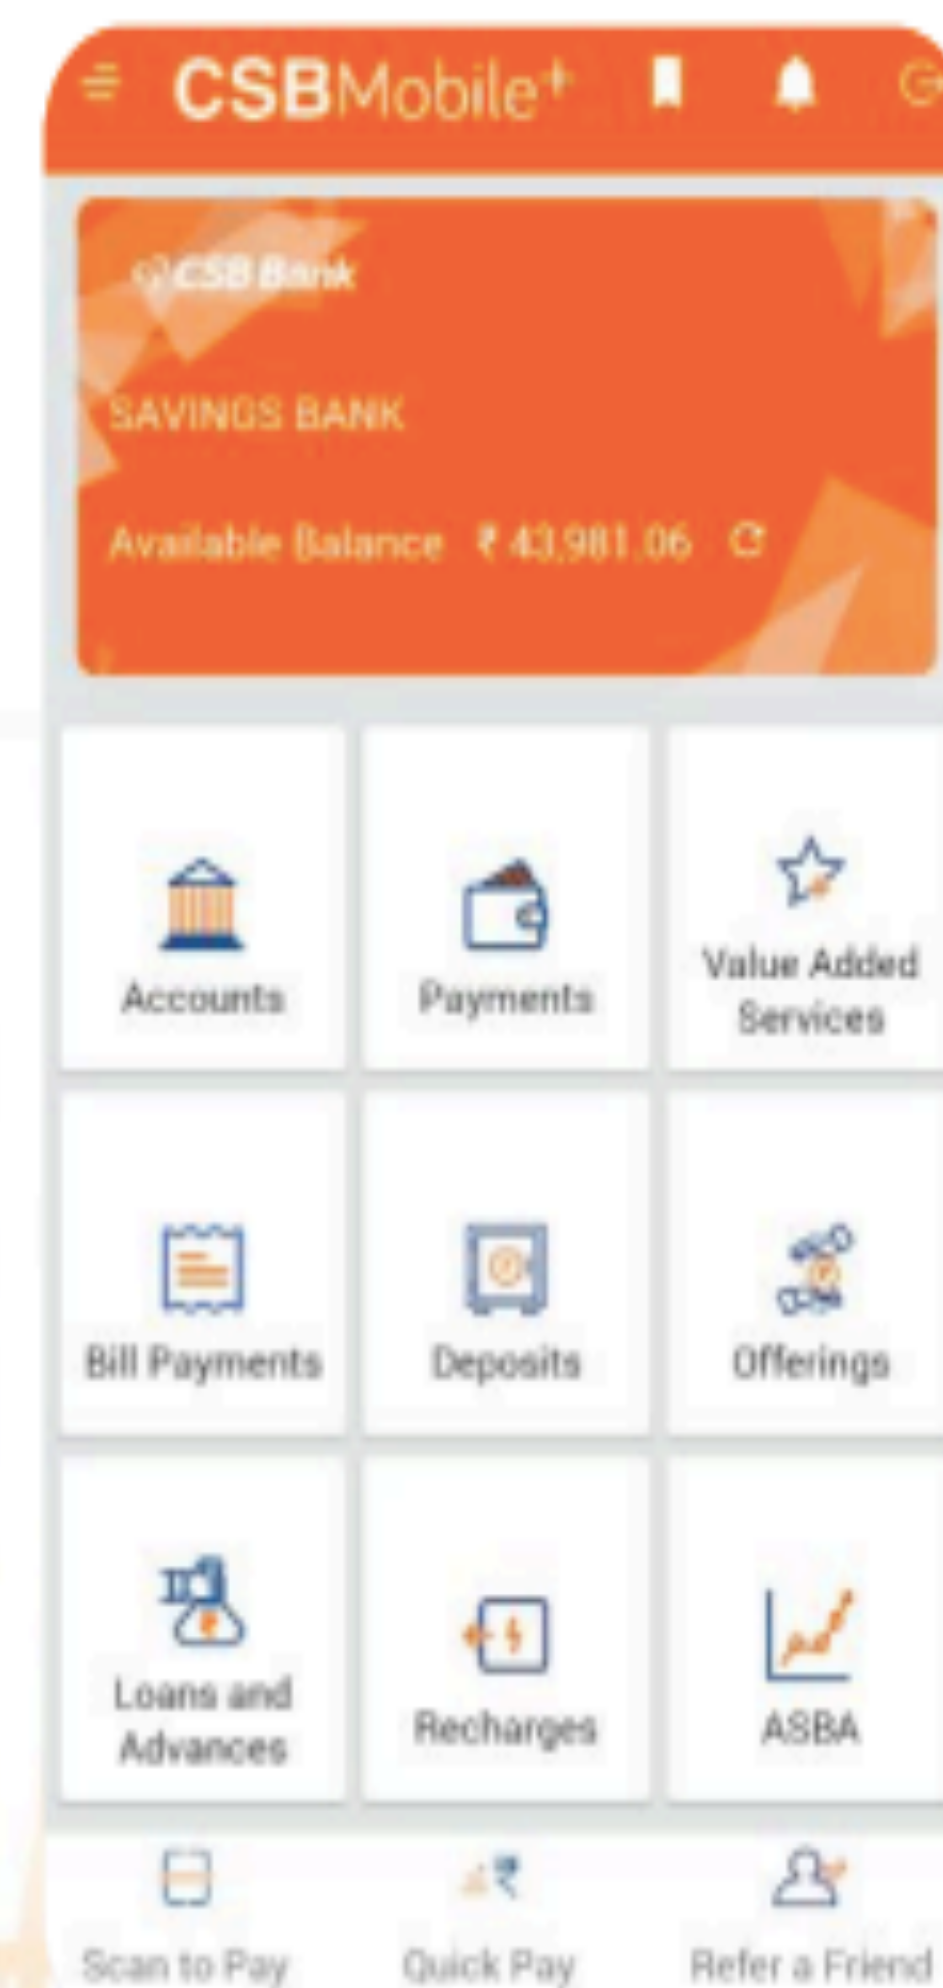 CSBMobile+
CSB Bank
SAVINGS BANK
Available Balance ₹ 43,981.06
Accounts
Payments
Value Added
Services
Bill Payments
Deposits
Offerings
Loans and
Advances
Recharges
ASBA
Scan to Pay
Quick Pay
Refer a Friend